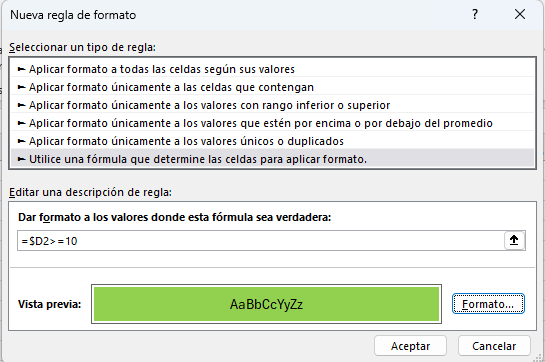 Nueva regla de formato
?
Seleccionar un tipo de regla:
► Aplicar formato a todas las celdas según sus valores
► Aplicar formato únicamente a las celdas que contengan
► Aplicar formato únicamente a los valores con rango inferior o superior
► Aplicar formato únicamente a los valores que estén por encima o por debajo del promedio
► Aplicar formato únicamente a los valores únicos o duplicados
► Utilice una fórmula que determine las celdas para aplicar formato.
Editar una descripción de regla:
Dar formato a los valores donde esta fórmula sea verdadera:
=$D2>=10
Vista previa: AaBbCcYyZz Formato...
Aceptar Cancelar